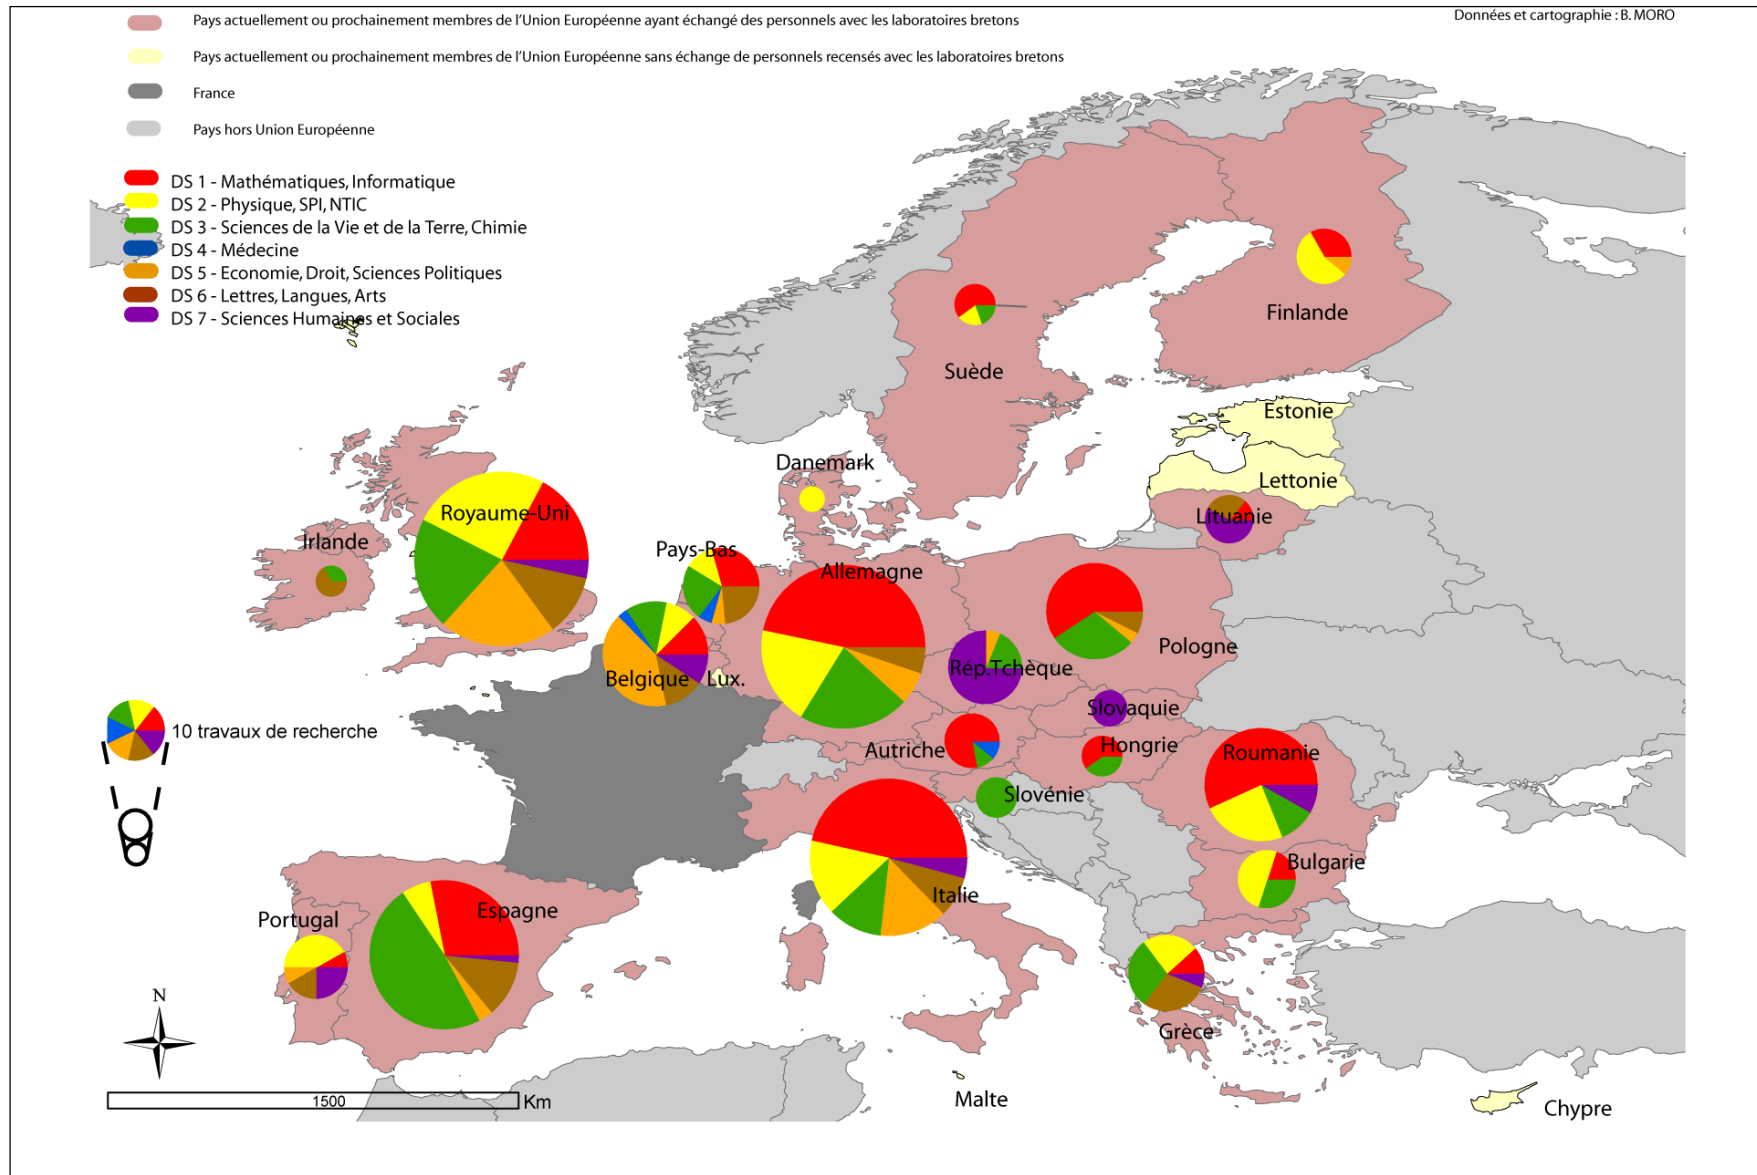 Pays actuellement ou prochainement membres de l'Union Européenne ayant échangé des personnels avec les laboratoires bretons
Données et cartographie : B. MORO
Pays actuellement ou prochainement membres de l'Union Européenne sans échange de personnels recensés avec les laboratoires bretons
France
Pays hors Union Européenne
DS 1 - Mathématiques, Informatique
DS 2 - Physique, SPI, NTIC
DS 3 - Sciences de la Vie et de la Terre, Chimie
DS 4 - Médecine
DS 5 - Economie, Droit, Sciences Politiques
DS 6 - Lettres, Langues, Arts
DS 7 - Sciences Humaines et Sociales
Finlande
Suède
Estonie
Danemark
Lettonie
Royaume-Uni
Lituanie
Irlande
Pays-Bas
Allemagne
Pologne
Rép.Tchèque
Belgique
Lux.
Slovaquie
10 travaux de recherche
Autriche
Hongrie
Roumanie
Slovénie
Bulgarie
Italie
Espagne
Portugal
N
Grèce
1500 Km
Malte
Chypre